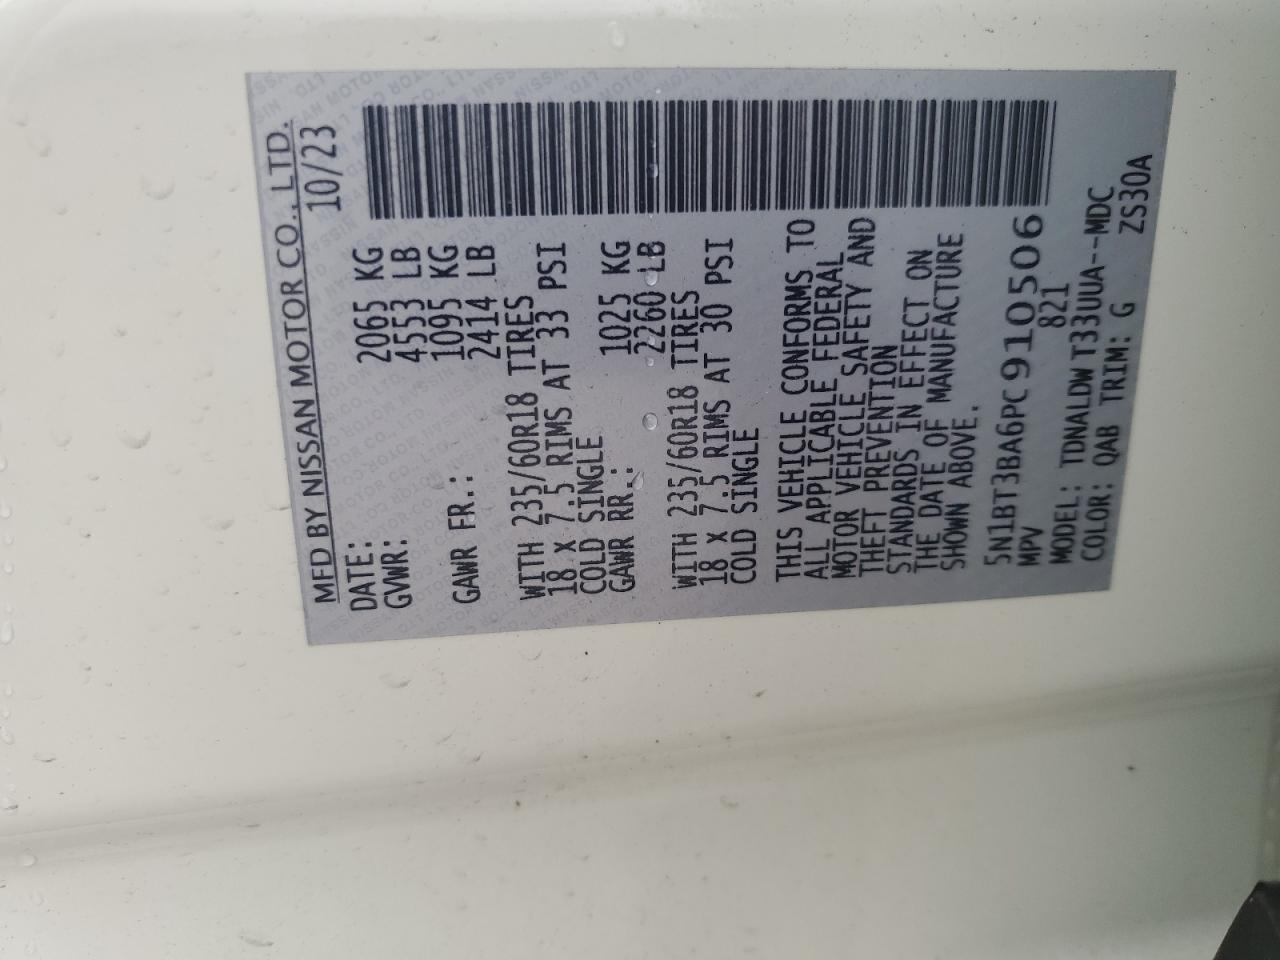 MFD BY NISSAN MOTOR CO., LTD.
DATE: 10/23
GVWR: 2065 KG
4553 LB
GAWR FR.: 1095 KG
2414 LB
WITH 235/60R18 TIRES
18 x 7.5 RIMS AT 33 PSI
COLD SINGLE
GAWR RR.: 1025 KG
2260 LB
WITH 235/60R18 TIRES
18 x 7.5 RIMS AT 30 PSI
COLD SINGLE
THIS VEHICLE CONFORMS TO
ALL APPLICABLE FEDERAL
MOTOR VEHICLE SAFETY AND
THEFT PREVENTION
STANDARDS IN EFFECT ON
THE DATE OF MANUFACTURE
SHOWN ABOVE.
5N1BT3BA6PC910506
MPV 821
MODEL: TDNALDW T33UUA--MDC
COLOR: QAB TRIM: G ZS30A